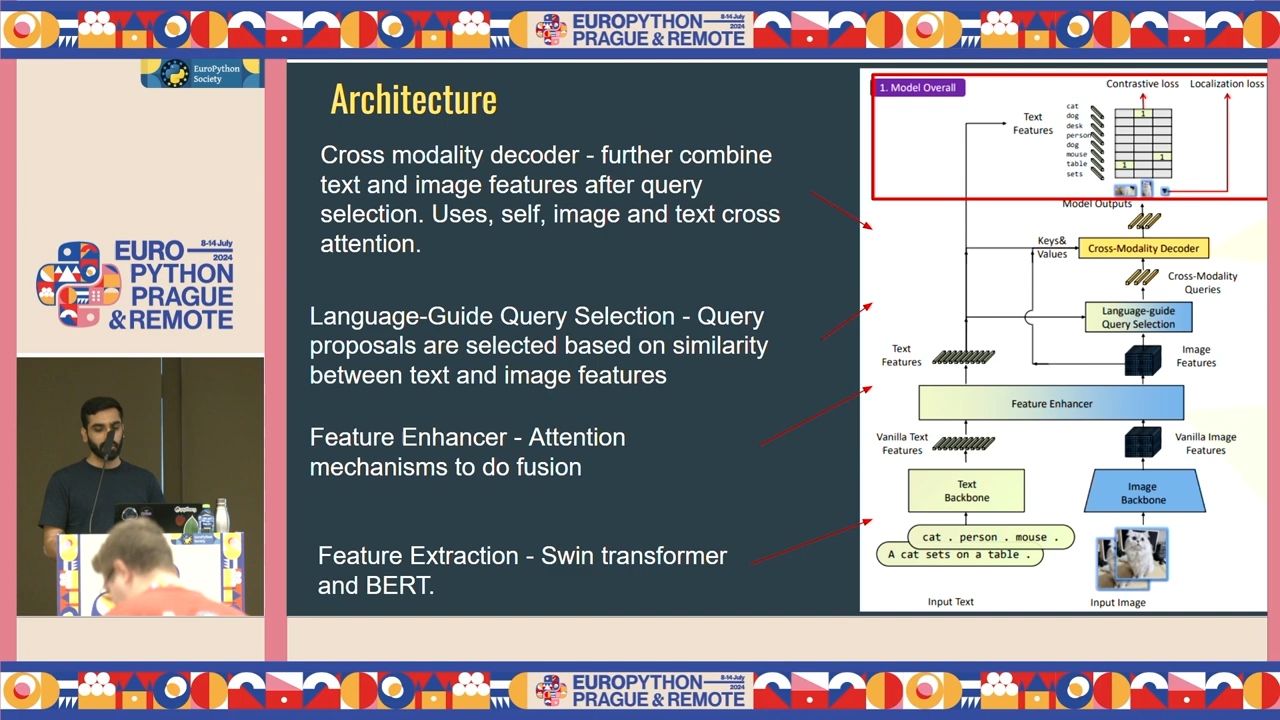 EUROPYTHON 8-14 July 2024
PRAGUE & REMOTE
EuroPython
Society
Architecture
Cross modality decoder - further combine
text and image features after query
selection. Uses, self, image and text cross
attention.
Language-Guide Query Selection - Query
proposals are selected based on similarity
between text and image features
Feature Enhancer - Attention
mechanisms to do fusion
Feature Extraction - Swin transformer
and BERT.
1. Model Overall
Contrastive loss
Localization loss
Text
Features
cat
dog
desk
person
dog
mouse
table
sets
1
1
1
Model Outputs
Keys&
Values
Cross-Modality Decoder
Cross-Modality
Queries
Language-guide
Query Selection
Text
Features
Image
Features
Feature Enhancer
Vanilla Text
Features
Vanilla Image
Features
Text
Backbone
Image
Backbone
cat . person . mouse .
A cat sets on a table .
Input Text
Input Image
EURO 8-14 July
2024
PYTHON
PRAGUE
& REMOTE
EUROPYTHON 8-14 July 2024
PRAGUE & REMOTE